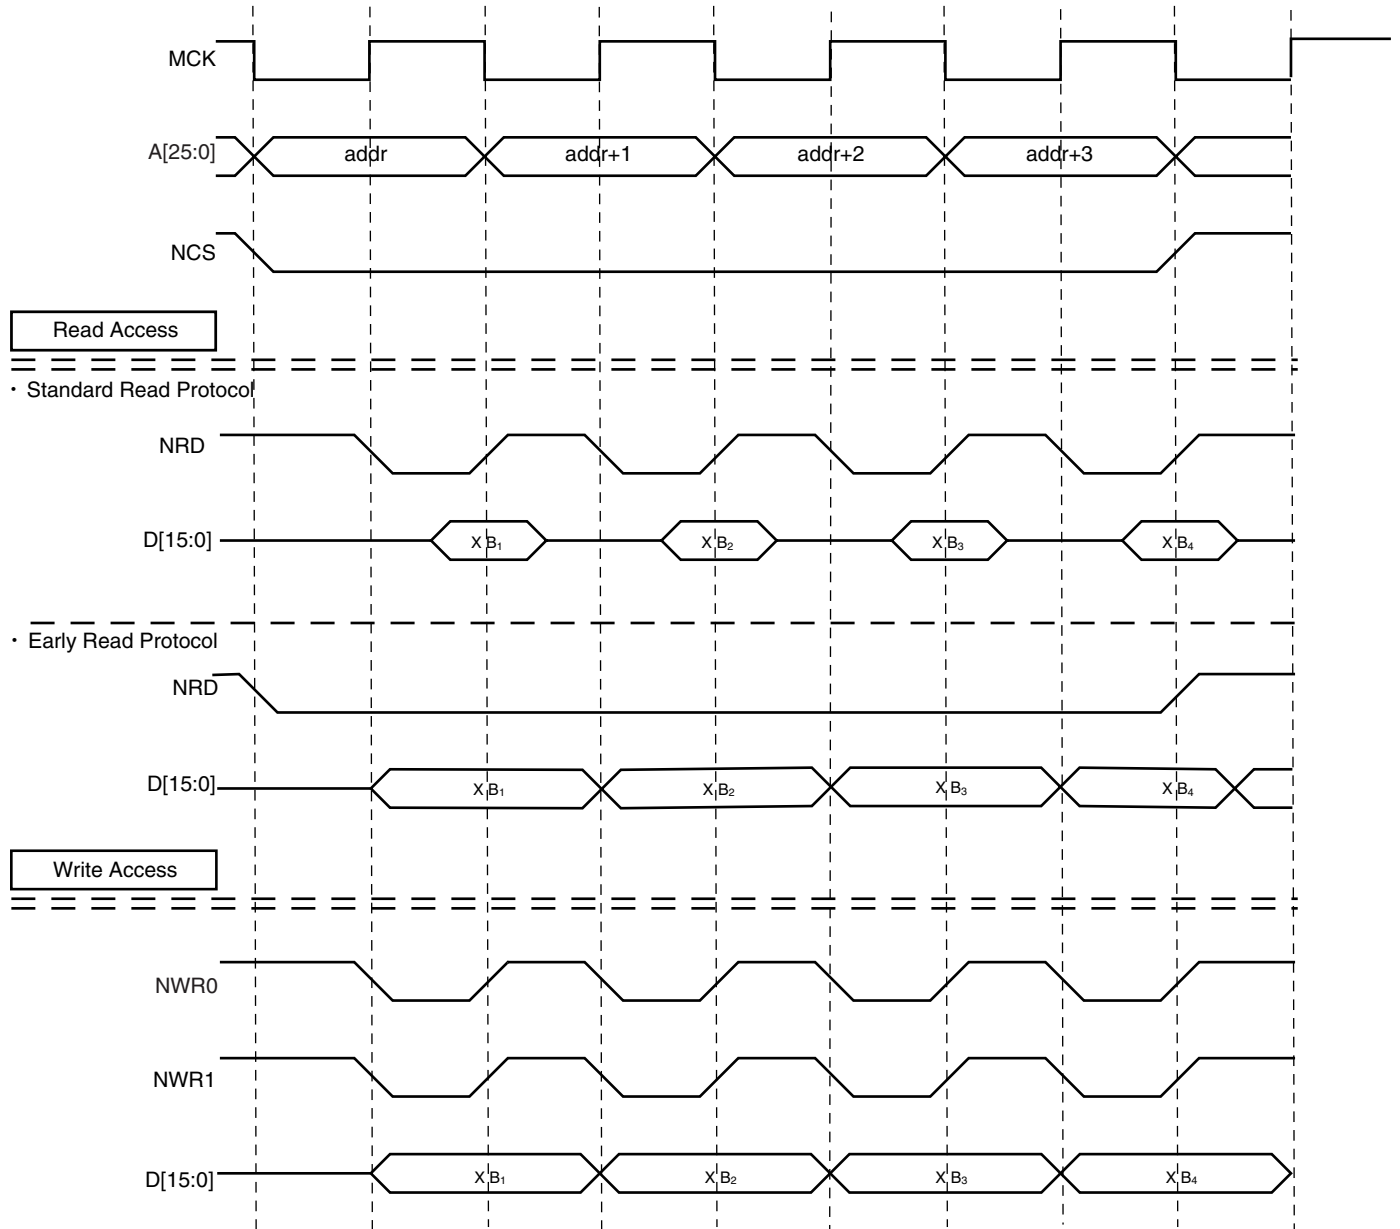 MCK
A[25:0] addr addr+1 addr+2 addr+3
NCS
Read Access
· Standard Read Protocol
NRD
D[15:0] X B₁ X B₂ X B₃ X B₄
· Early Read Protocol
NRD
D[15:0] X B₁ X B₂ X B₃ X B₄
Write Access
NWR0
NWR1
D[15:0] X B₁ X B₂ X B₃ X B₄